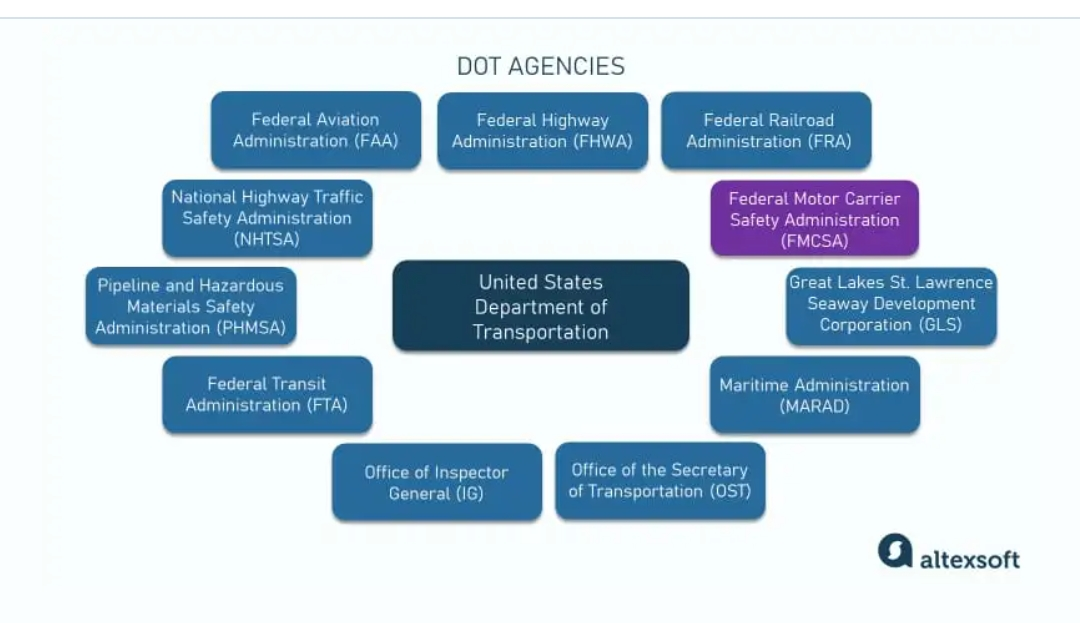 DOT AGENCIES
Federal Aviation
Administration (FAA)
Federal Highway
Administration (FHWA)
Federal Railroad
Administration (FRA)
National Highway Traffic
Safety Administration
(NHTSA)
Federal Motor Carrier
Safety Administration
(FMCSA)
Pipeline and Hazardous
Materials Safety
Administration (PHMSA)
United States
Department of
Transportation
Great Lakes St. Lawrence
Seaway Development
Corporation (GLS)
Federal Transit
Administration (FTA)
Maritime Administration
(MARAD)
Office of Inspector
General (IG)
Office of the Secretary
of Transportation (OST)
altexsoft